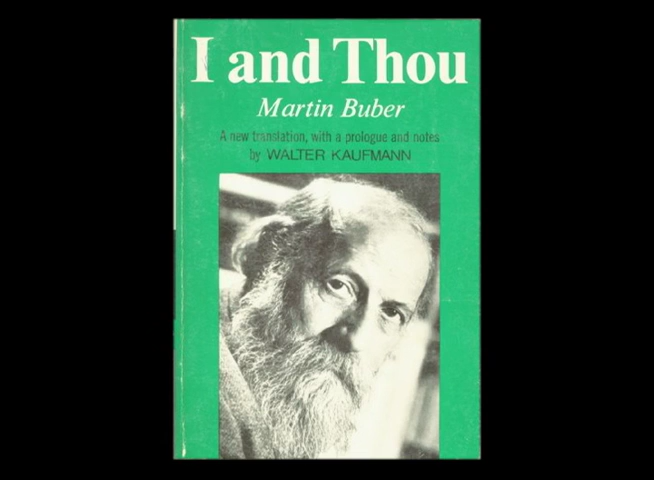 I and Thou
Martin Buber
A new translation, with a prologue and notes
by WALTER KAUFMANN